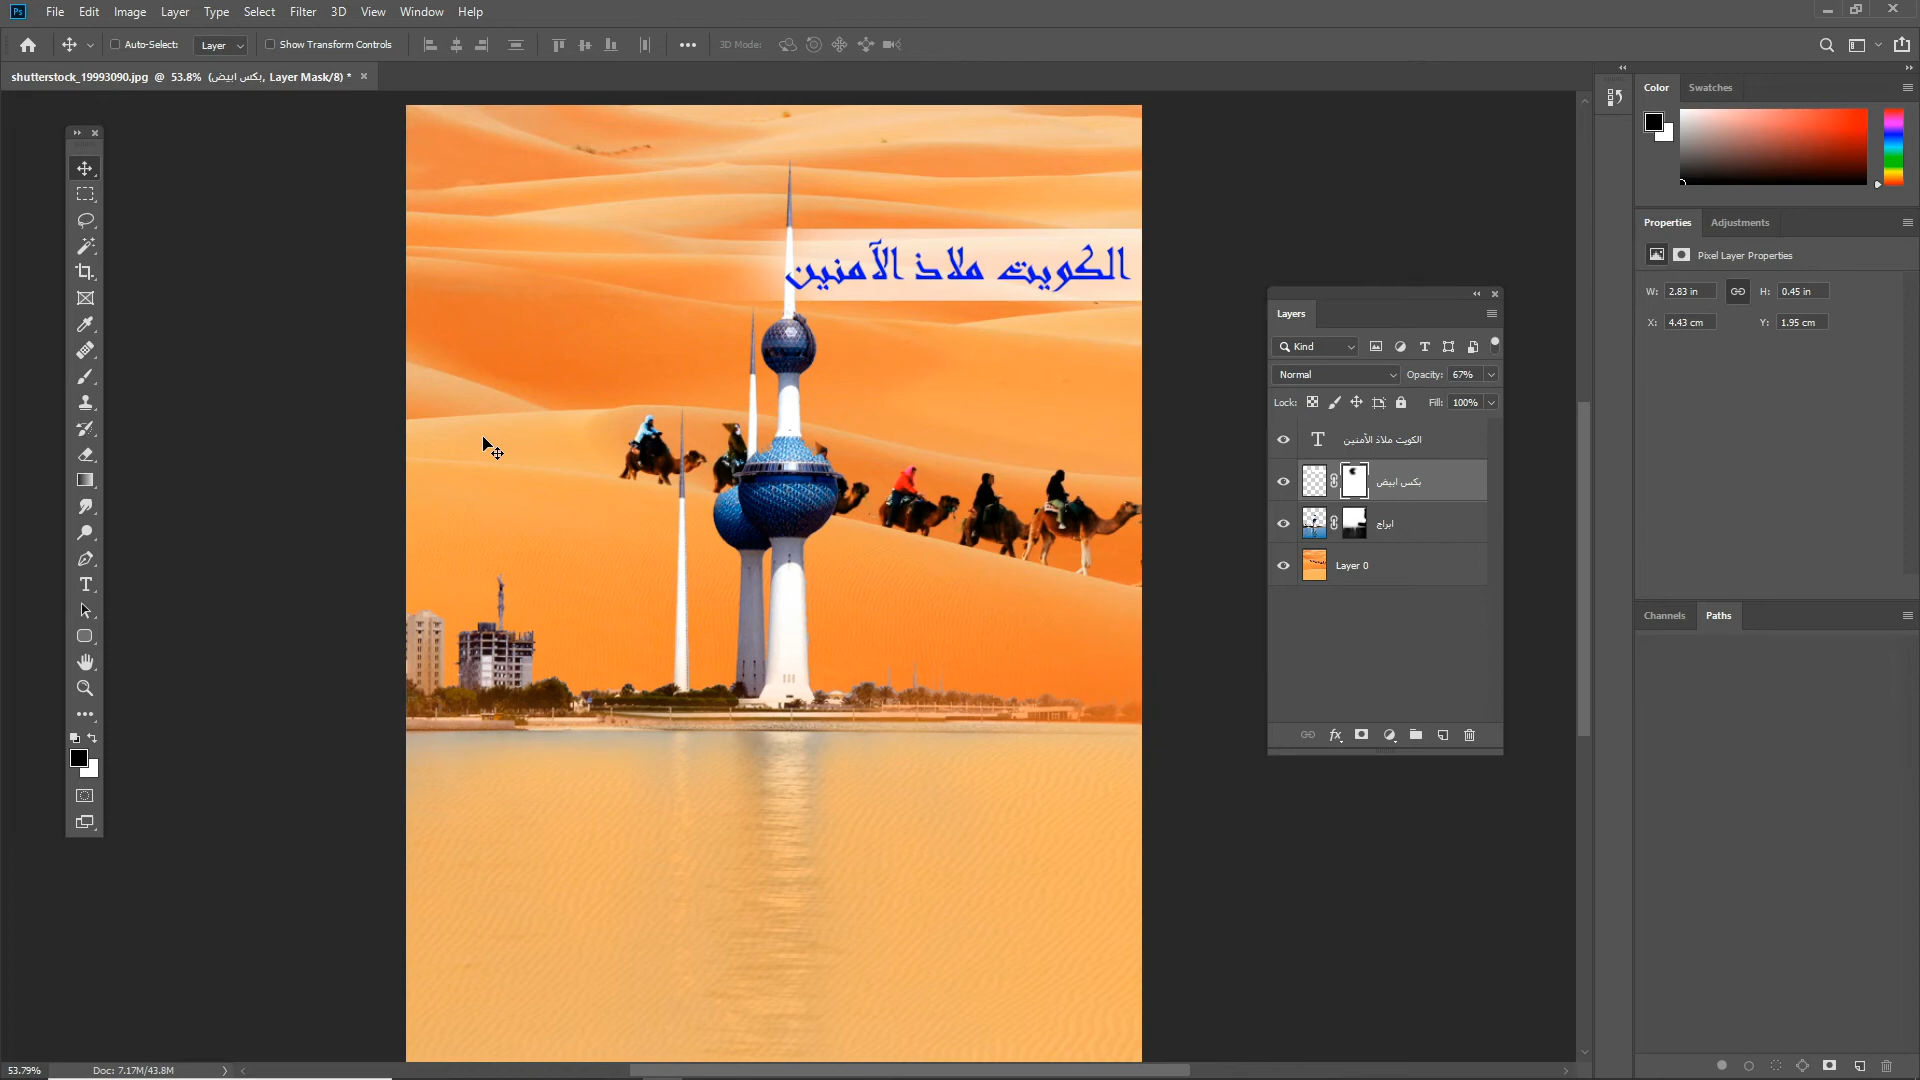 File Edit Image Layer Type Select Filter 3D View Window Help
Auto-Select: Layer Show Transform Controls 3D Mode:
shutterstock_19993090.jpg @ 53.8% (بكس ابيض, Layer Mask/8) *
Color Swatches
Properties Adjustments
Pixel Layer Properties
W: 2.83 in H: 0.45 in
X: 4.43 cm Y: 1.95 cm
الكويت ملاذ الآمنين
Layers
Kind
Normal Opacity: 67%
Lock: Fill: 100%
الكويت ملاذ الآمنين
بكس ابيض
ابراج
Layer 0
Channels Paths
53.79% Doc: 7.17M/43.8M